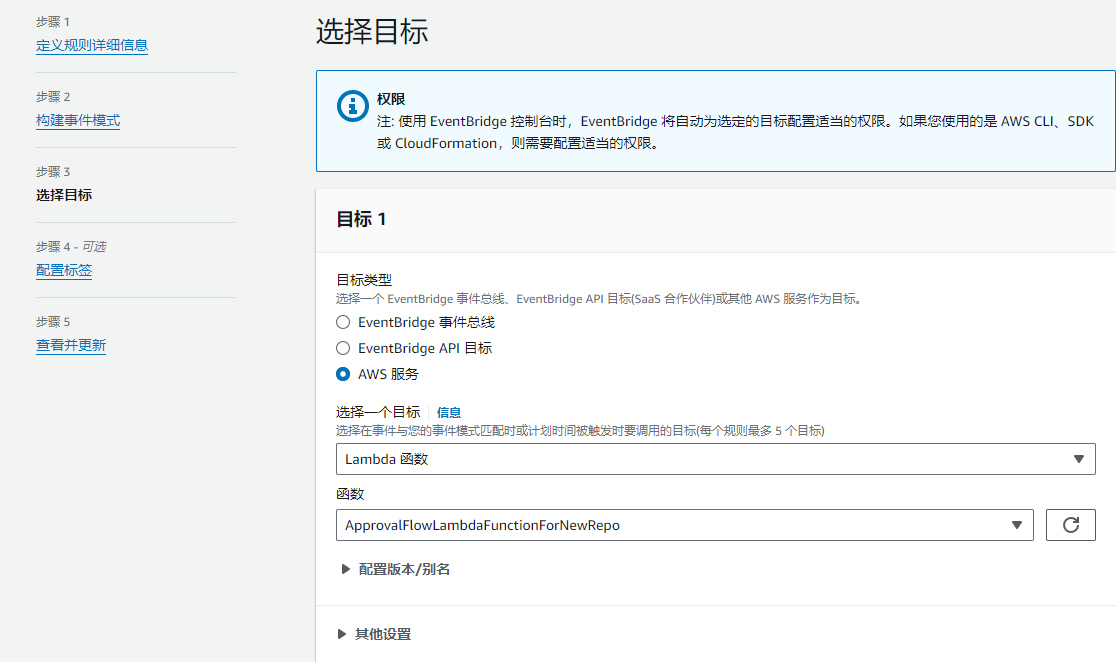 步骤 1
定义规则详细信息
步骤 2
构建事件模式
步骤 3
选择目标
步骤 4 - 可选
配置标签
步骤 5
查看并更新
选择目标
权限
注: 使用 EventBridge 控制台时，EventBridge 将自动为选定的目标配置适当的权限。如果您使用的是 AWS CLI、SDK
或 CloudFormation，则需要配置适当的权限。
目标 1
目标类型
选择一个 EventBridge 事件总线、EventBridge API 目标(SaaS 合作伙伴)或其他 AWS 服务作为目标。
EventBridge 事件总线
EventBridge API 目标
AWS 服务
选择一个目标 信息
选择在事件与您的事件模式匹配时或计划时间被触发时要调用的目标(每个规则最多 5 个目标)
Lambda 函数
函数
ApprovalFlowLambdaFunctionForNewRepo
配置版本/别名
其他设置